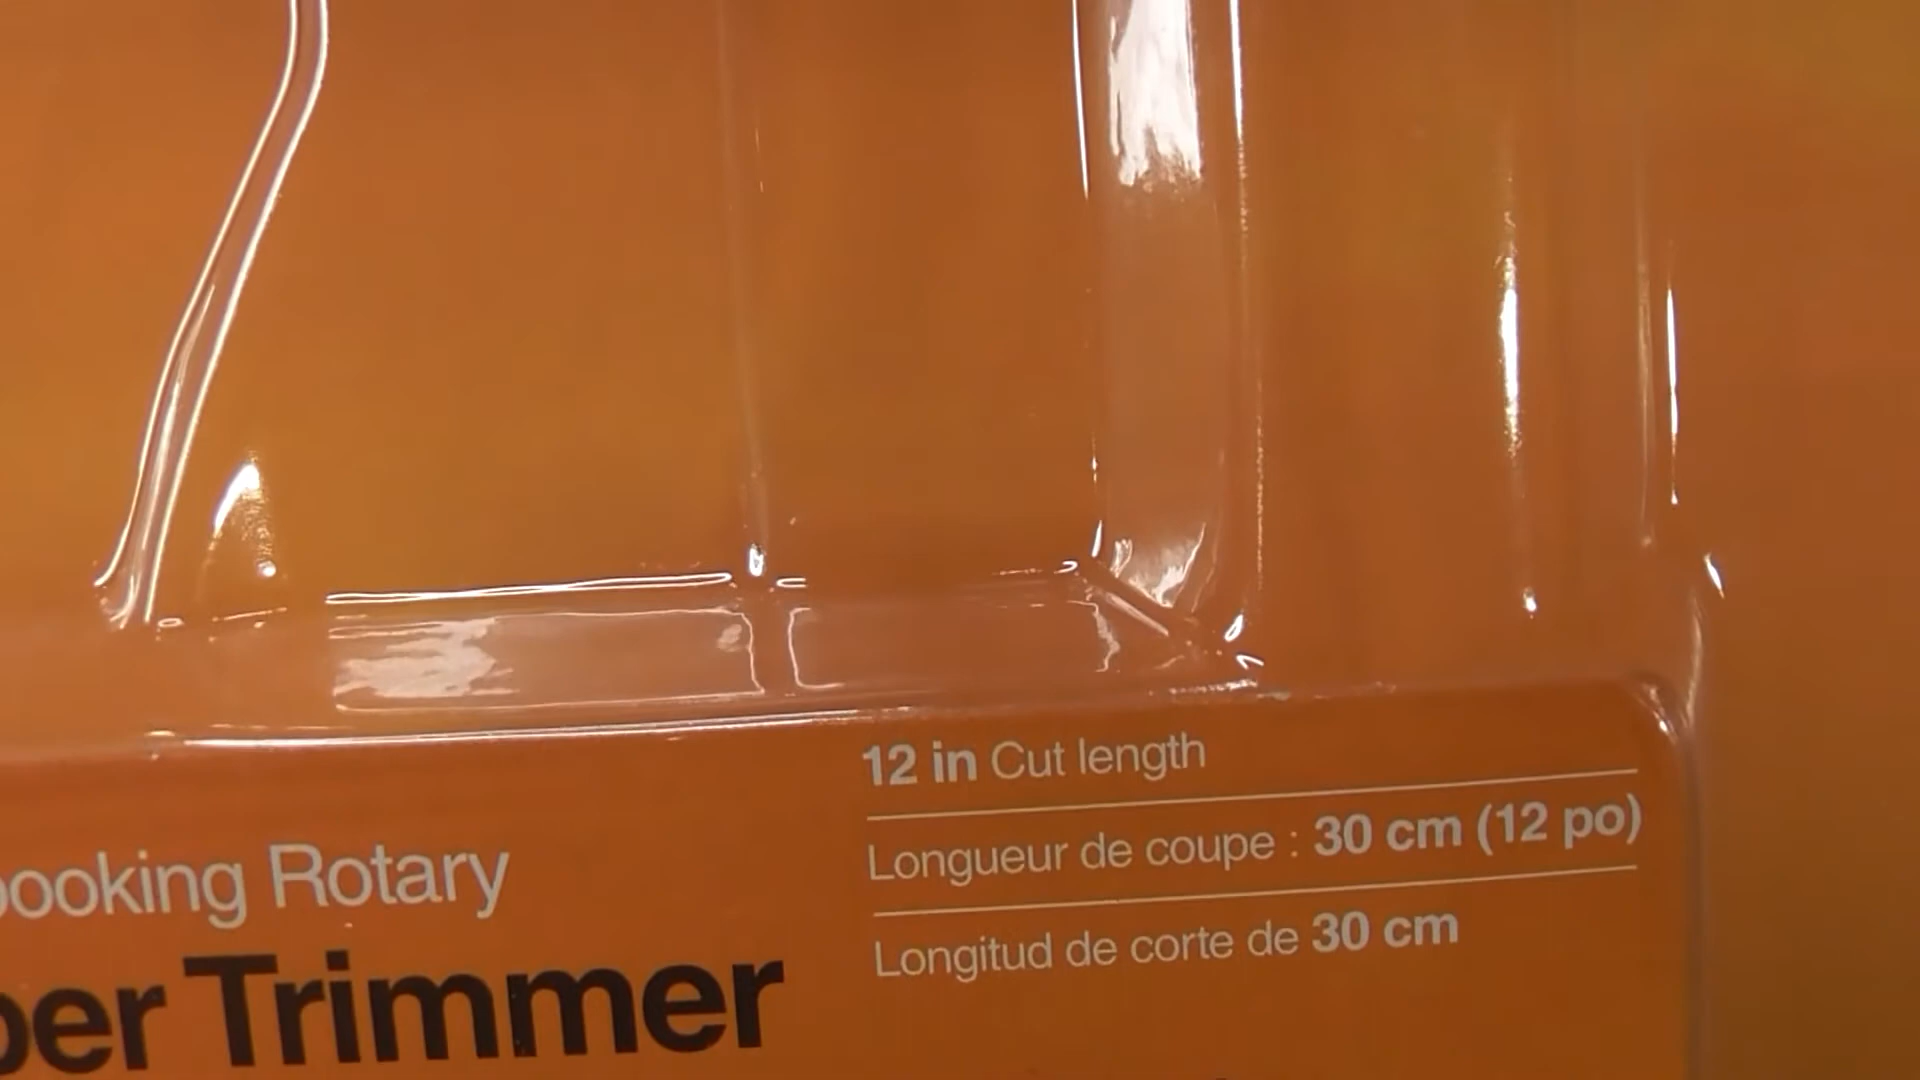 12 in Cut length
Longueur de coupe : 30 cm (12 po)
Longitud de corte de 30 cm
booking Rotary
per Trimmer